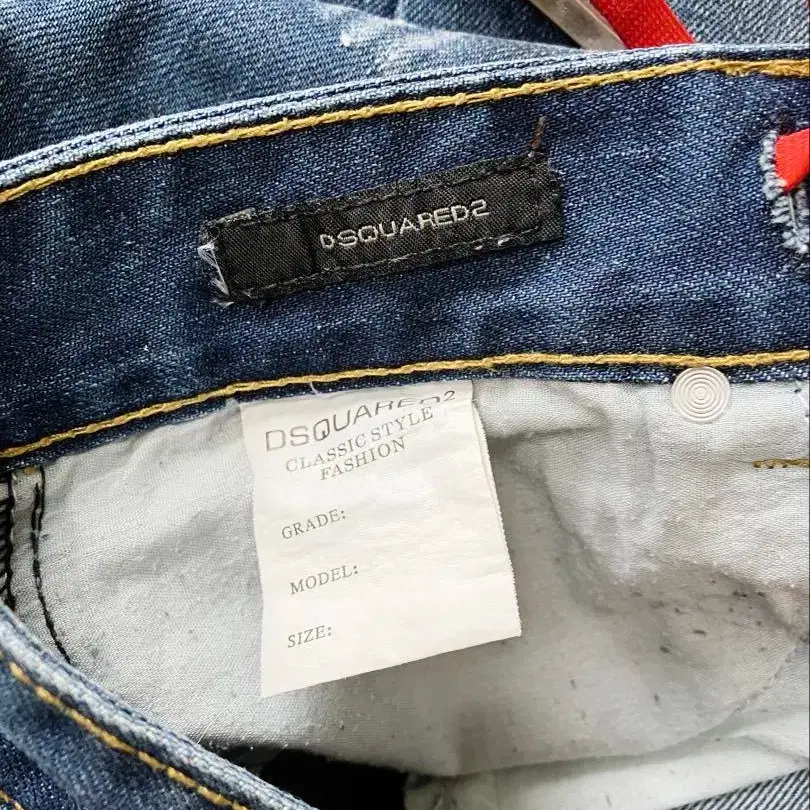 DSQUARED2
DSQUARED2
CLASSIC STYLE
FASHION
GRADE:
MODEL:
SIZE: